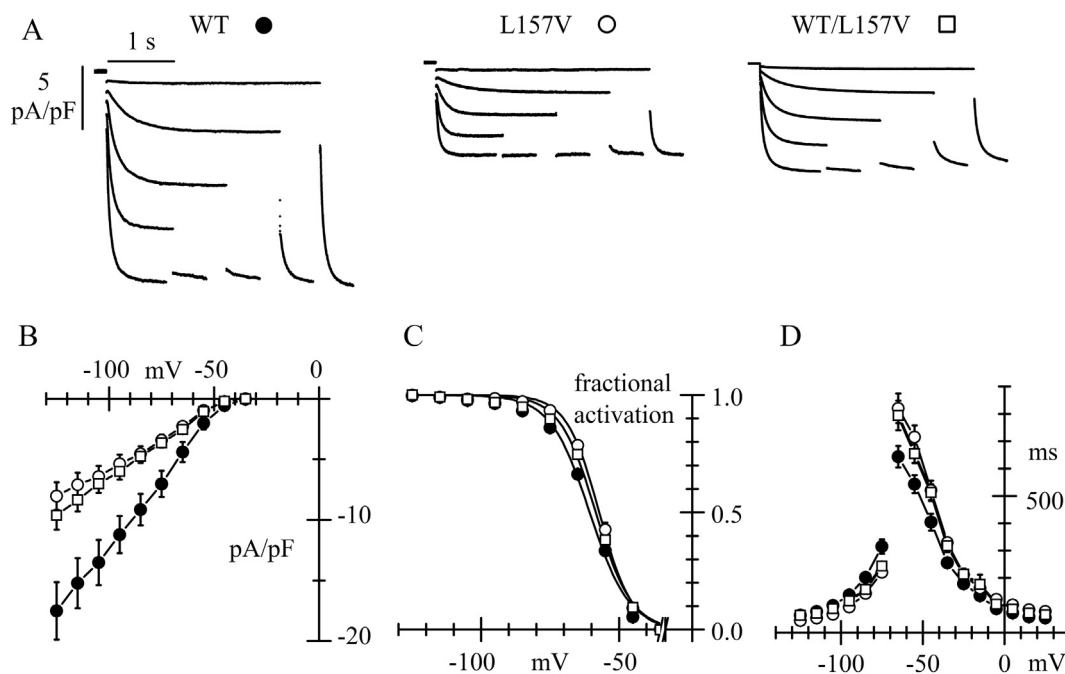 A WT L157V WT/L157V
1 s
5
pA/pF
B C D
-100 mV -50 0
fractional
activation
1.0
ms
500
0.5
-10
pA/pF
-20
0.0
-100 mV -50
-100 -50 0 mV